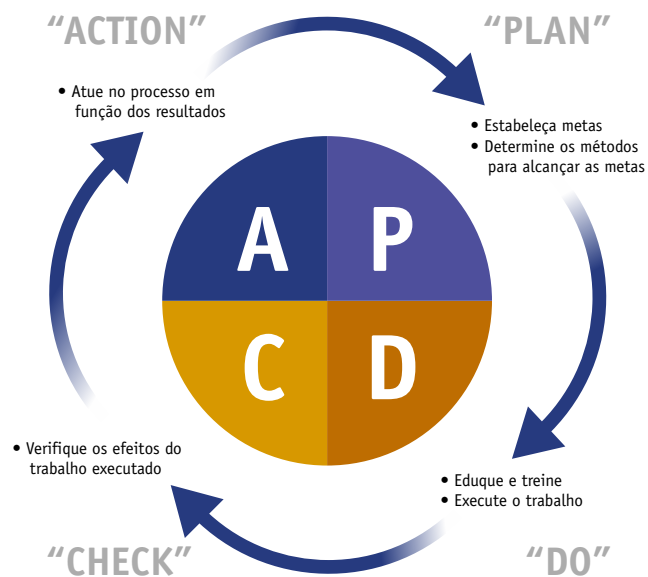 “ACTION”
“PLAN”
• Atue no processo em
função dos resultados
• Estabeleça metas
• Determine os métodos
para alcançar as metas
A
P
C
D
• Verifique os efeitos do
trabalho executado
• Eduque e treine
• Execute o trabalho
“CHECK”
“DO”